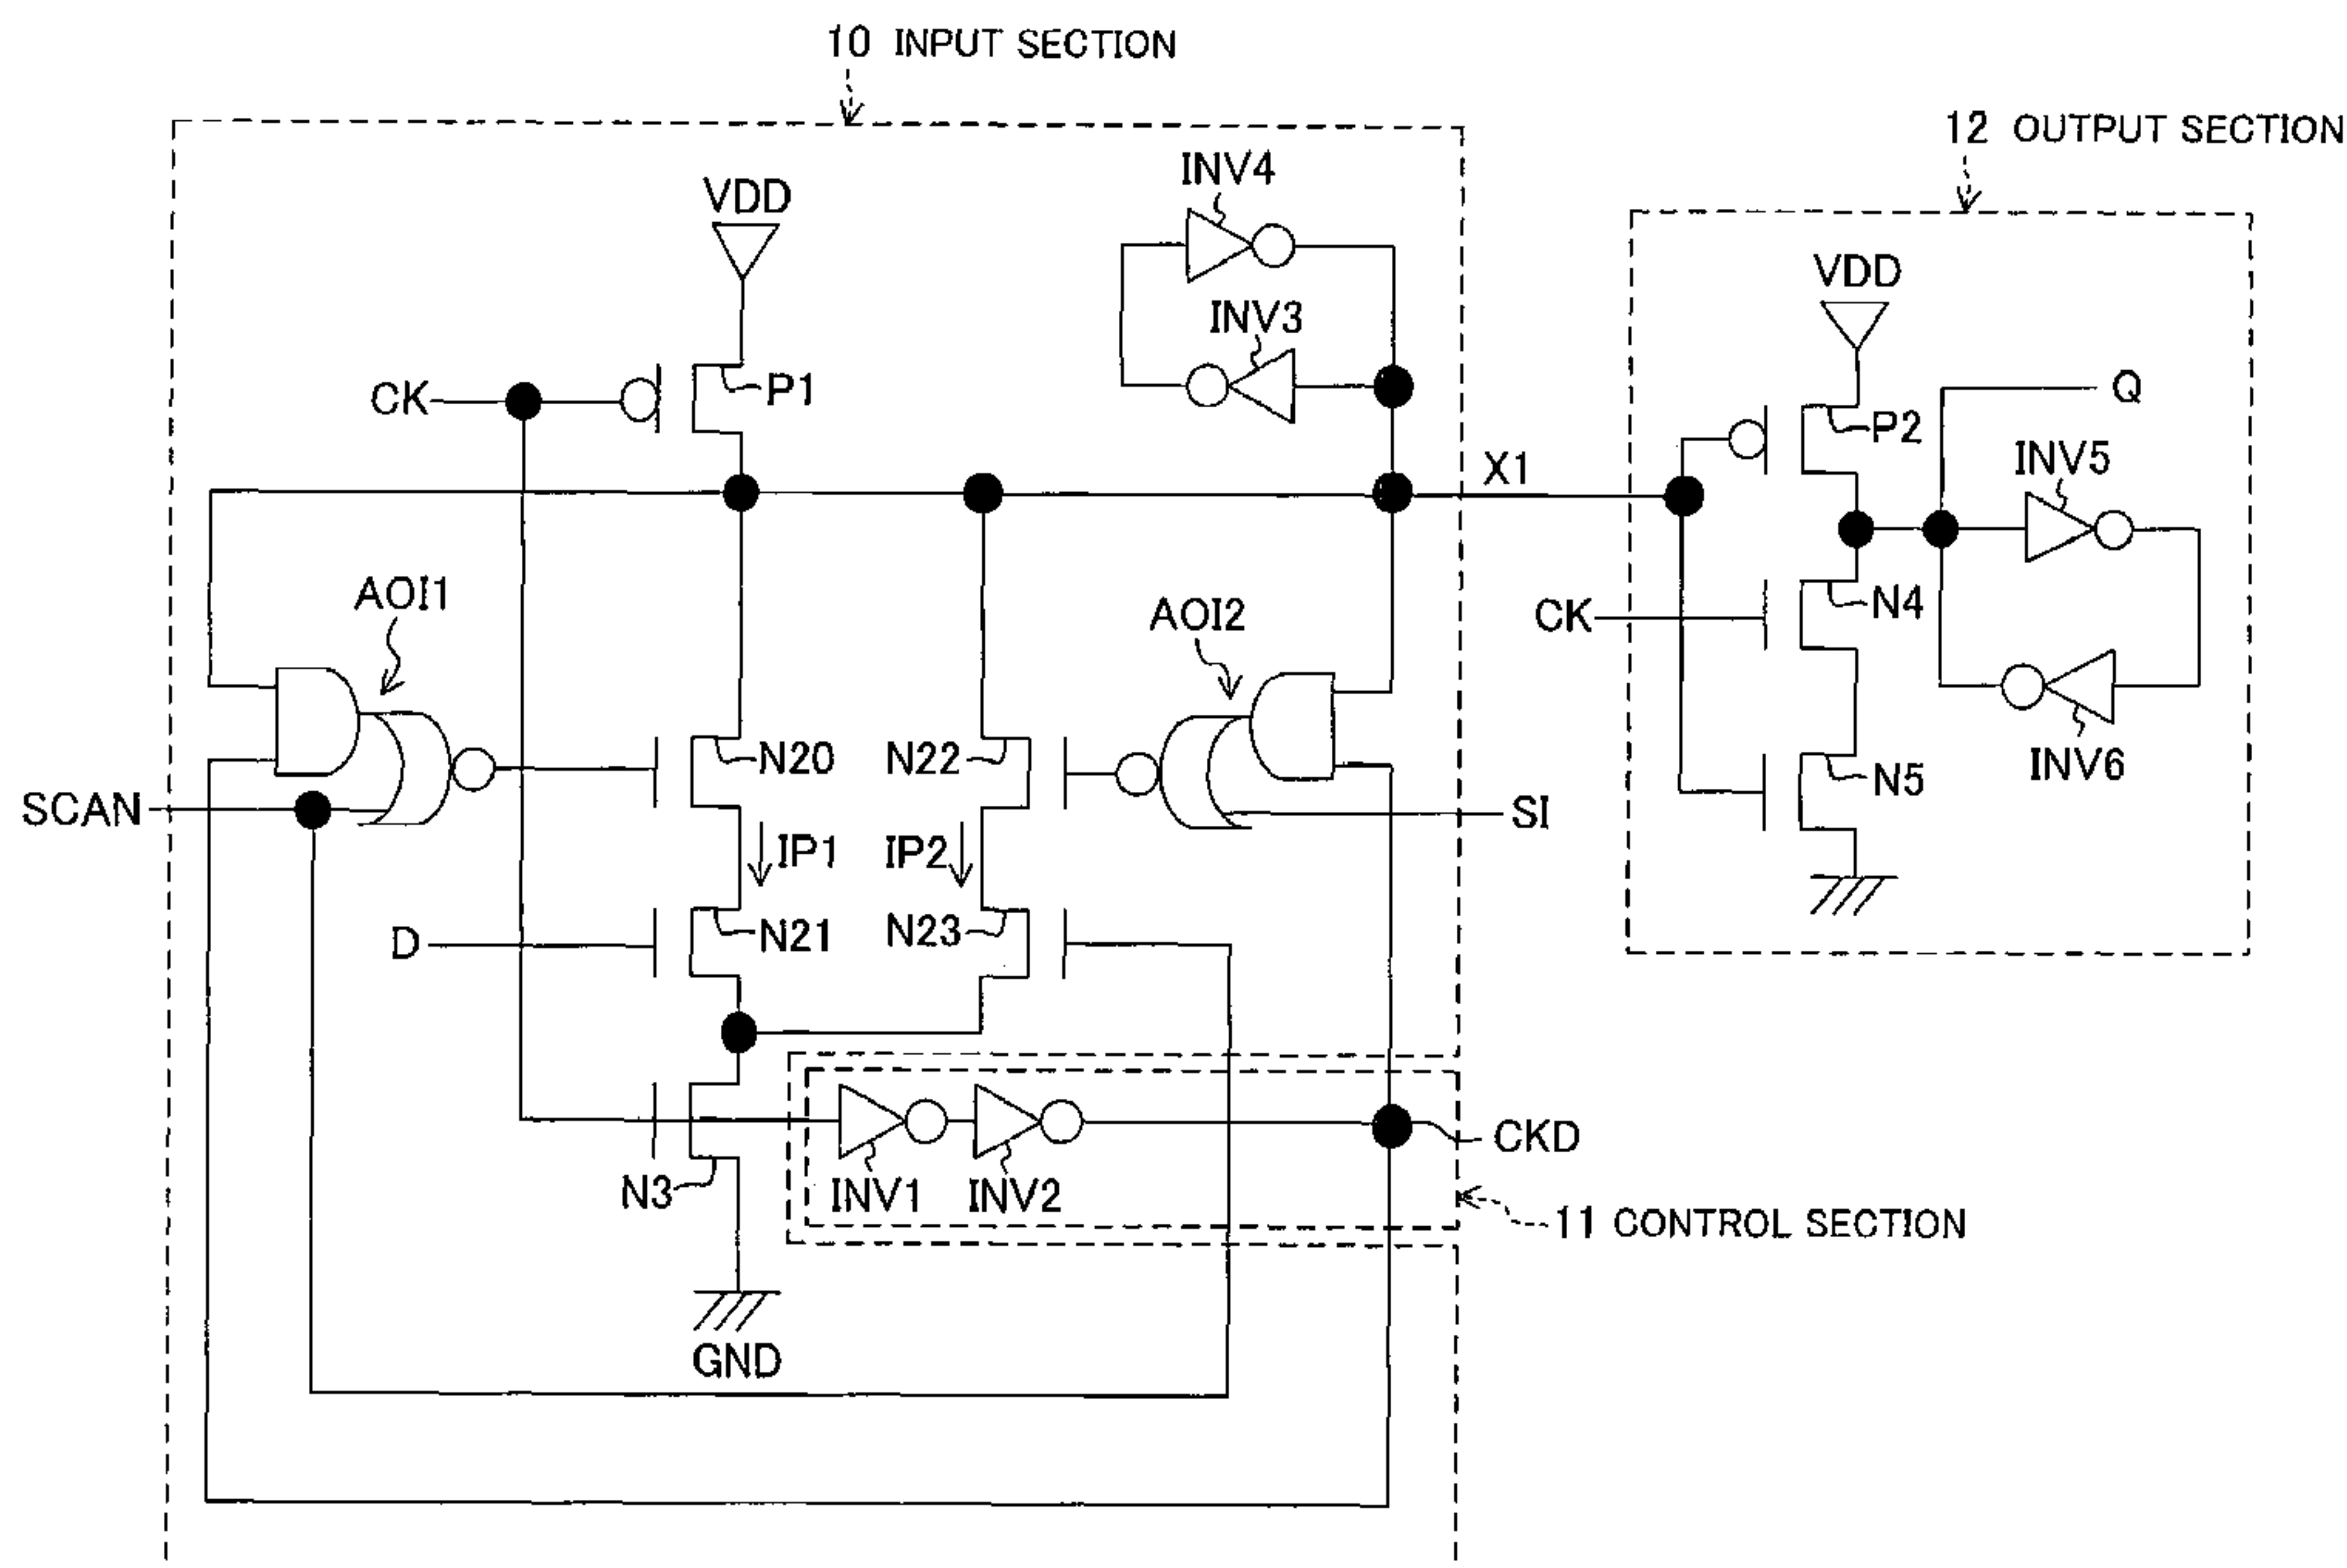 10 INPUT SECTION
12 OUTPUT SECTION
INV4
VDD
VDD
INV3
CK
P1
Q
P2
INV5
X1
AOI1
AOI2
CK
N4
N20
N22
N5
INV6
SCAN
SI
IP1
IP2
D
N21
N23
CKD
N3
INV1
INV2
11 CONTROL SECTION
GND